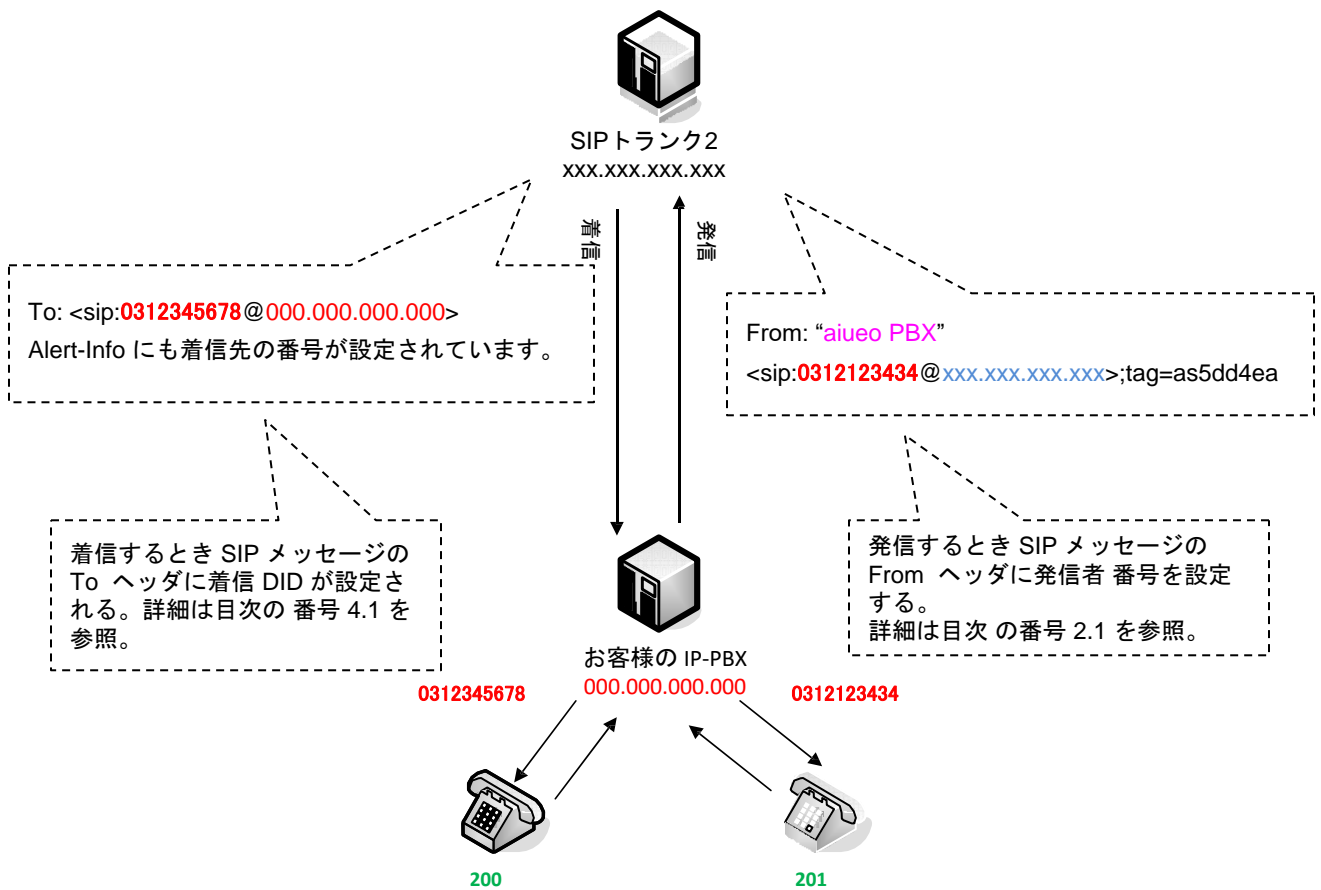 SIPトランク2
xxx.xxx.xxx.xxx
着信
発信
To: <sip:0312345678@000.000.000.000>
Alert-Info にも着信先の番号が設定されています。
From: “aiueo PBX”
<sip:0312123434@xxx.xxx.xxx.xxx>;tag=as5dd4ea
着信するとき SIP メッセージの
To ヘッダに着信 DID が設定さ
れる。詳細は目次の 番号 4.1 を
参照。
発信するとき SIP メッセージの
From ヘッダに発信者 番号を設定
する。
詳細は目次 の番号 2.1 を参照。
お客様の IP-PBX
000.000.000.000
0312345678
0312123434
200
201